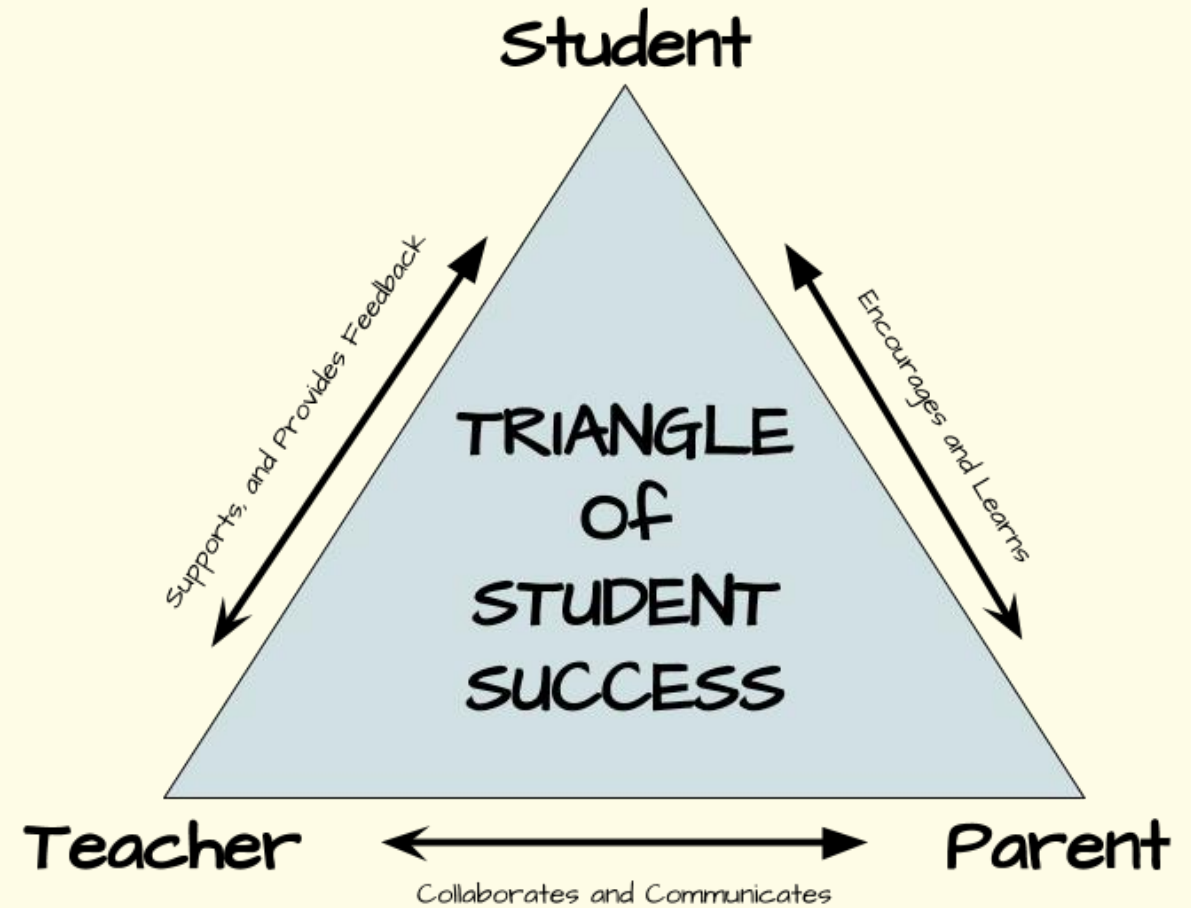 Student
Supports, and Provides Feedback
Encourages and Learns
TRIANGLE
of
STUDENT
SUCCESS
Teacher
Parent
Collaborates and Communicates